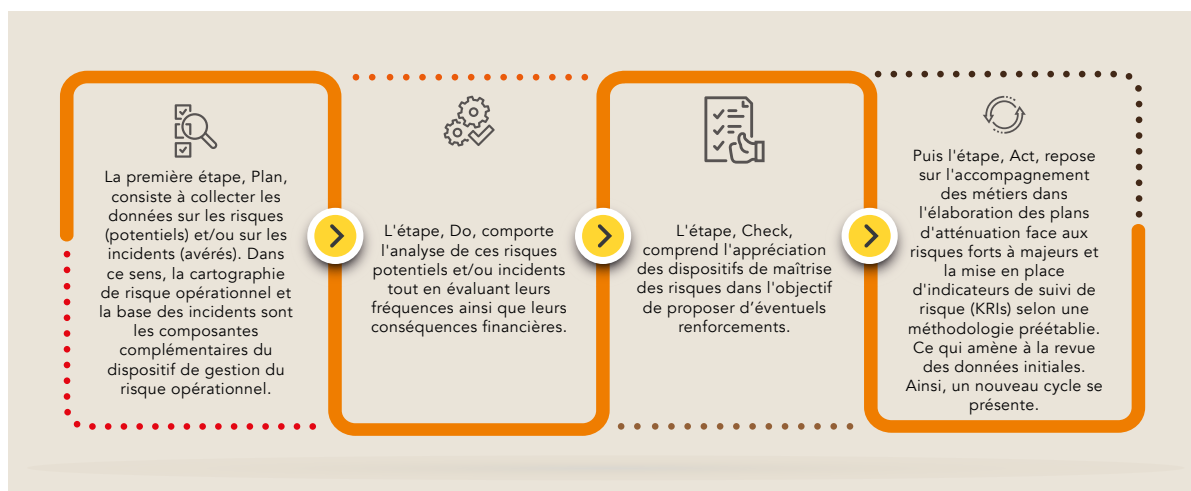 La première étape, Plan,
consiste à collecter les
données sur les risques
(potentiels) et/ou sur les
incidents (avérés). Dans
ce sens, la cartographie
de risque opérationnel et
la base des incidents sont
les composantes
complémentaires du
dispositif de gestion du
risque opérationnel.
L'étape, Do, comporte
l'analyse de ces risques
potentiels et/ou incidents
tout en évaluant leurs
fréquences ainsi que leurs
conséquences financières.
L'étape, Check,
comprend l'appréciation
des dispositifs de maîtrise
des risques dans l'objectif
de proposer d’éventuels
renforcements.
Puis l'étape, Act, repose
sur l'accompagnement
des métiers dans
l'élaboration des plans
d'atténuation face aux
risques forts à majeurs et
la mise en place
d'indicateurs de suivi de
risque (KRIs) selon une
méthodologie préétablie.
Ce qui amène à la revue
des données initiales.
Ainsi, un nouveau cycle se
présente.